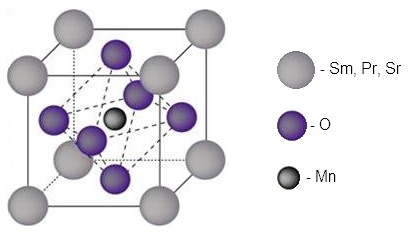 - Sm, Pr, Sr
- O
- Mn